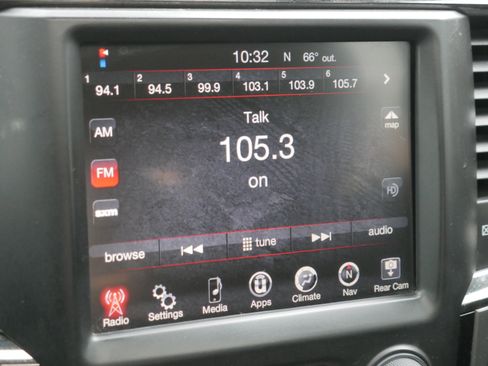 10:32 N 66° out.
1 94.1 2 94.5 3 99.9 4 103.1 5 103.9 6 105.7
Talk
map
AM
105.3
FM
on
HD
sxm
browse tune audio
Radio Settings Media Apps Climate Nav Rear Cam